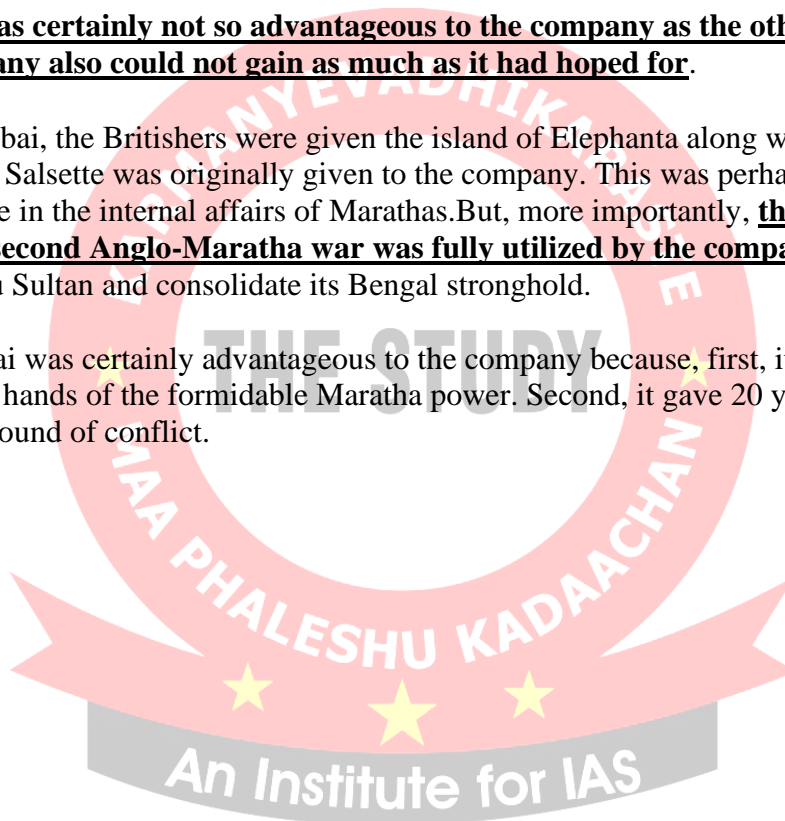 as certainly not so advantageous to the company as the oth
any also could not gain as much as it had hoped for.
bai, the Britishers were given the island of Elephanta along w
Salsette was originally given to the company. This was perha
e in the internal affairs of Marathas.But, more importantly, th
second Anglo-Maratha war was fully utilized by the compa
u Sultan and consolidate its Bengal stronghold.
ai was certainly advantageous to the company because, first, i
hands of the formidable Maratha power. Second, it gave 20 y
ound of conflict.
KARMANYEVADHIKARASTE
THE STUDY
MAA PHALESHU KADAACHAN
An Institute for IAS